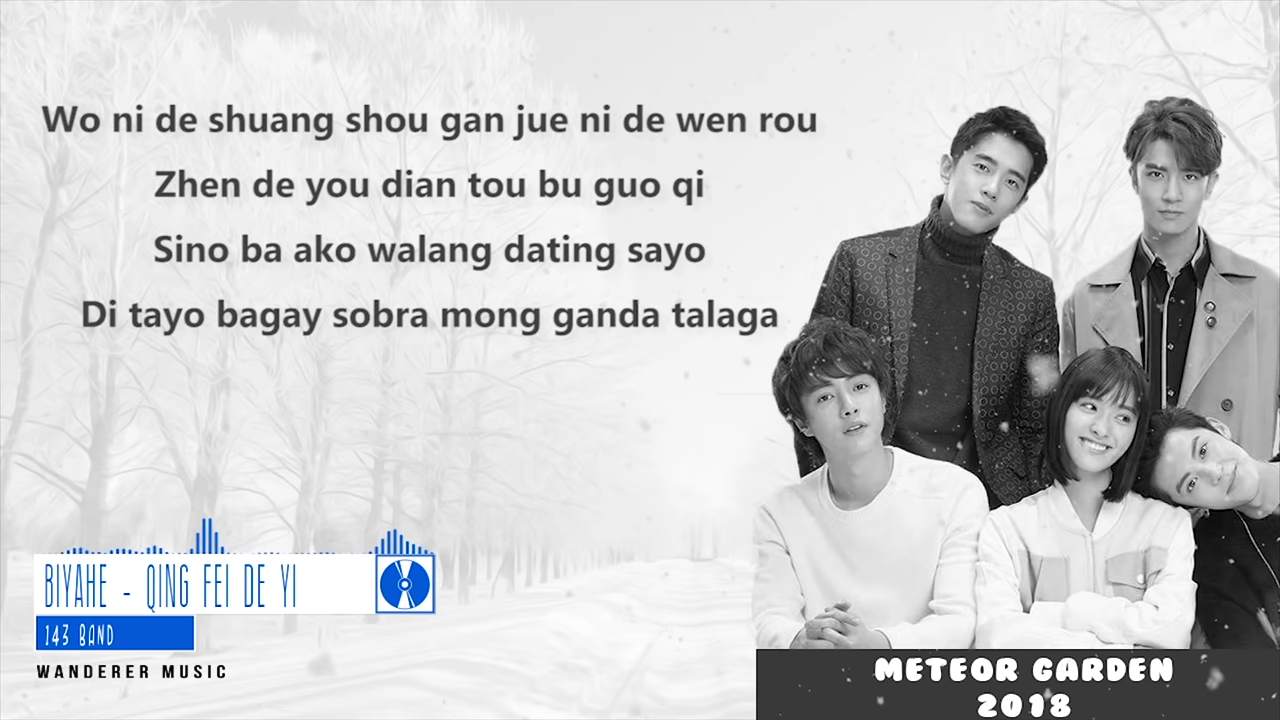 Wo ni de shuang shou gan jue ni de wen rou
Zhen de you dian tou bu guo qi
Sino ba ako walang dating sayo
Di tayo bagay sobra mong ganda talaga
BIYAHE - QING FEI DE YI
143 BAND
WANDERER MUSIC
METEOR GARDEN
2018